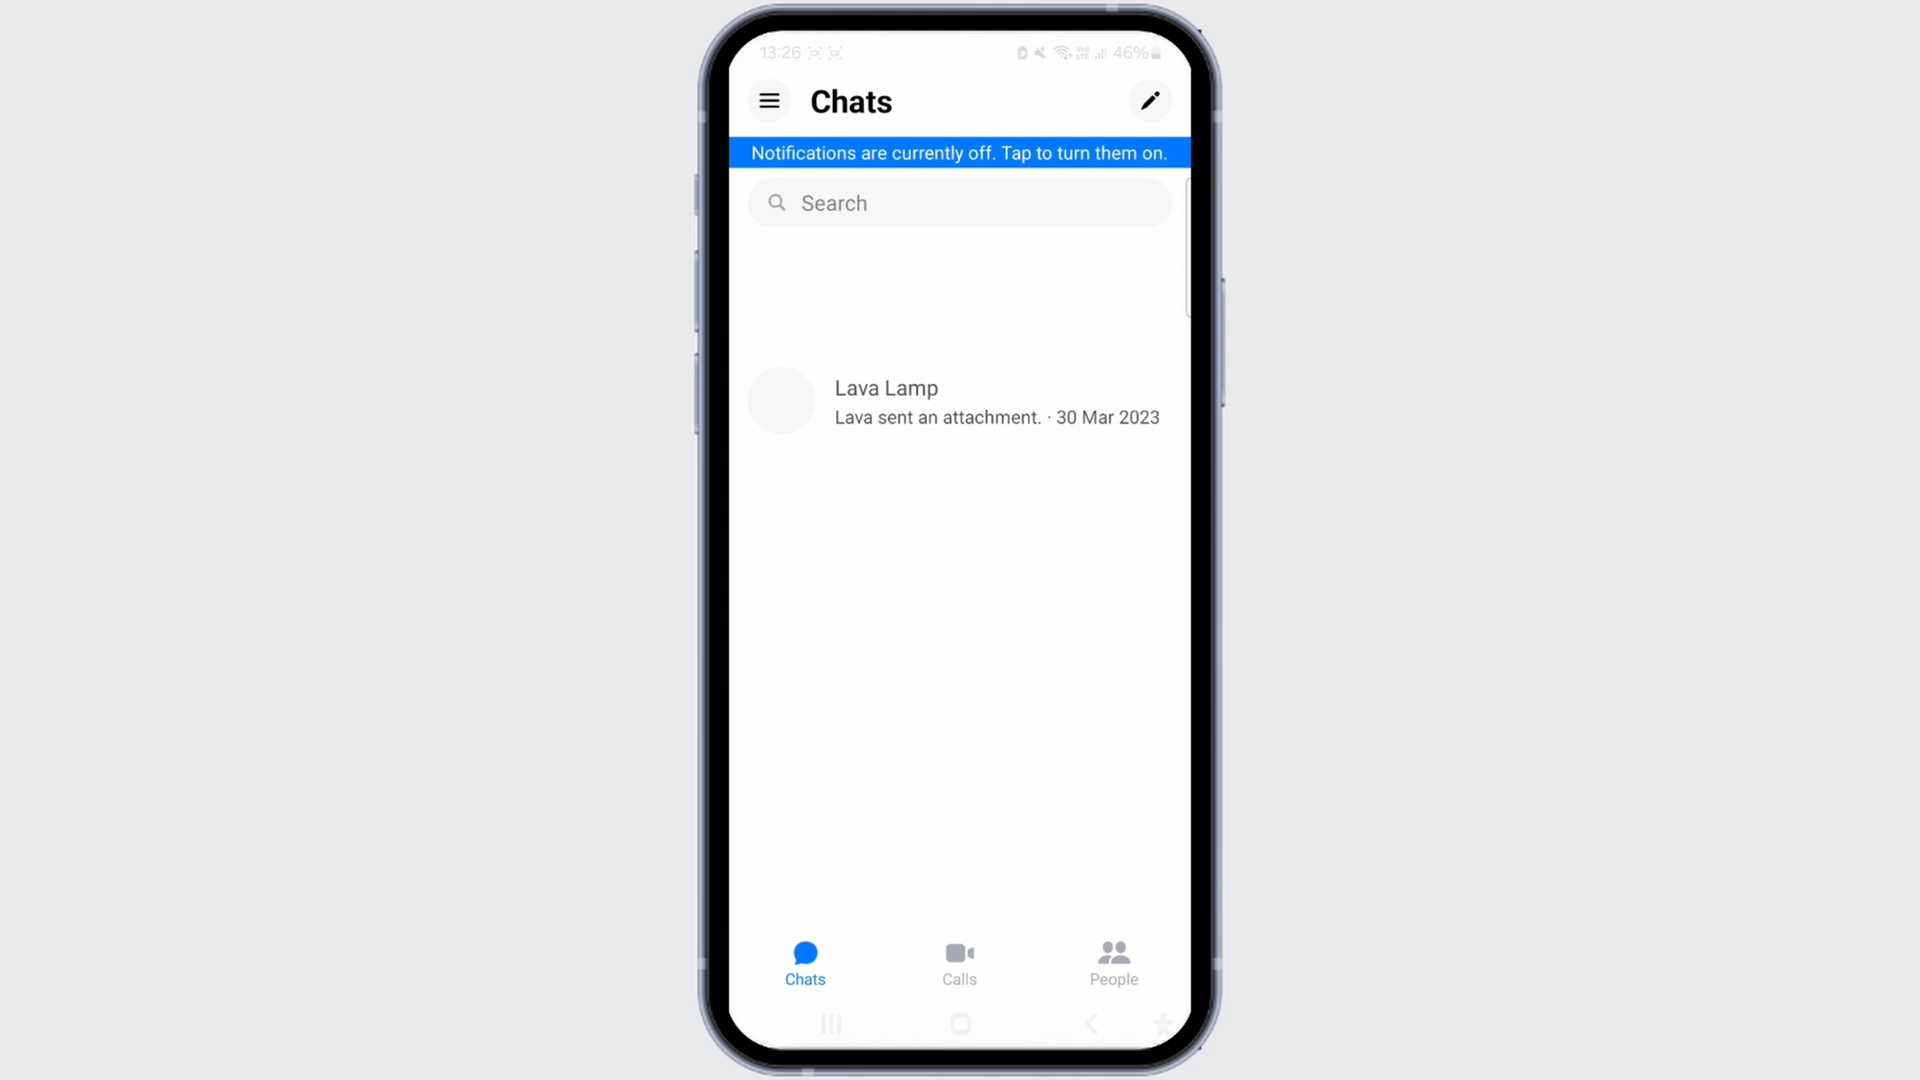 13:26 46%
Chats
Notifications are currently off. Tap to turn them on.
Search
Lava Lamp
Lava sent an attachment. · 30 Mar 2023
Chats Calls People